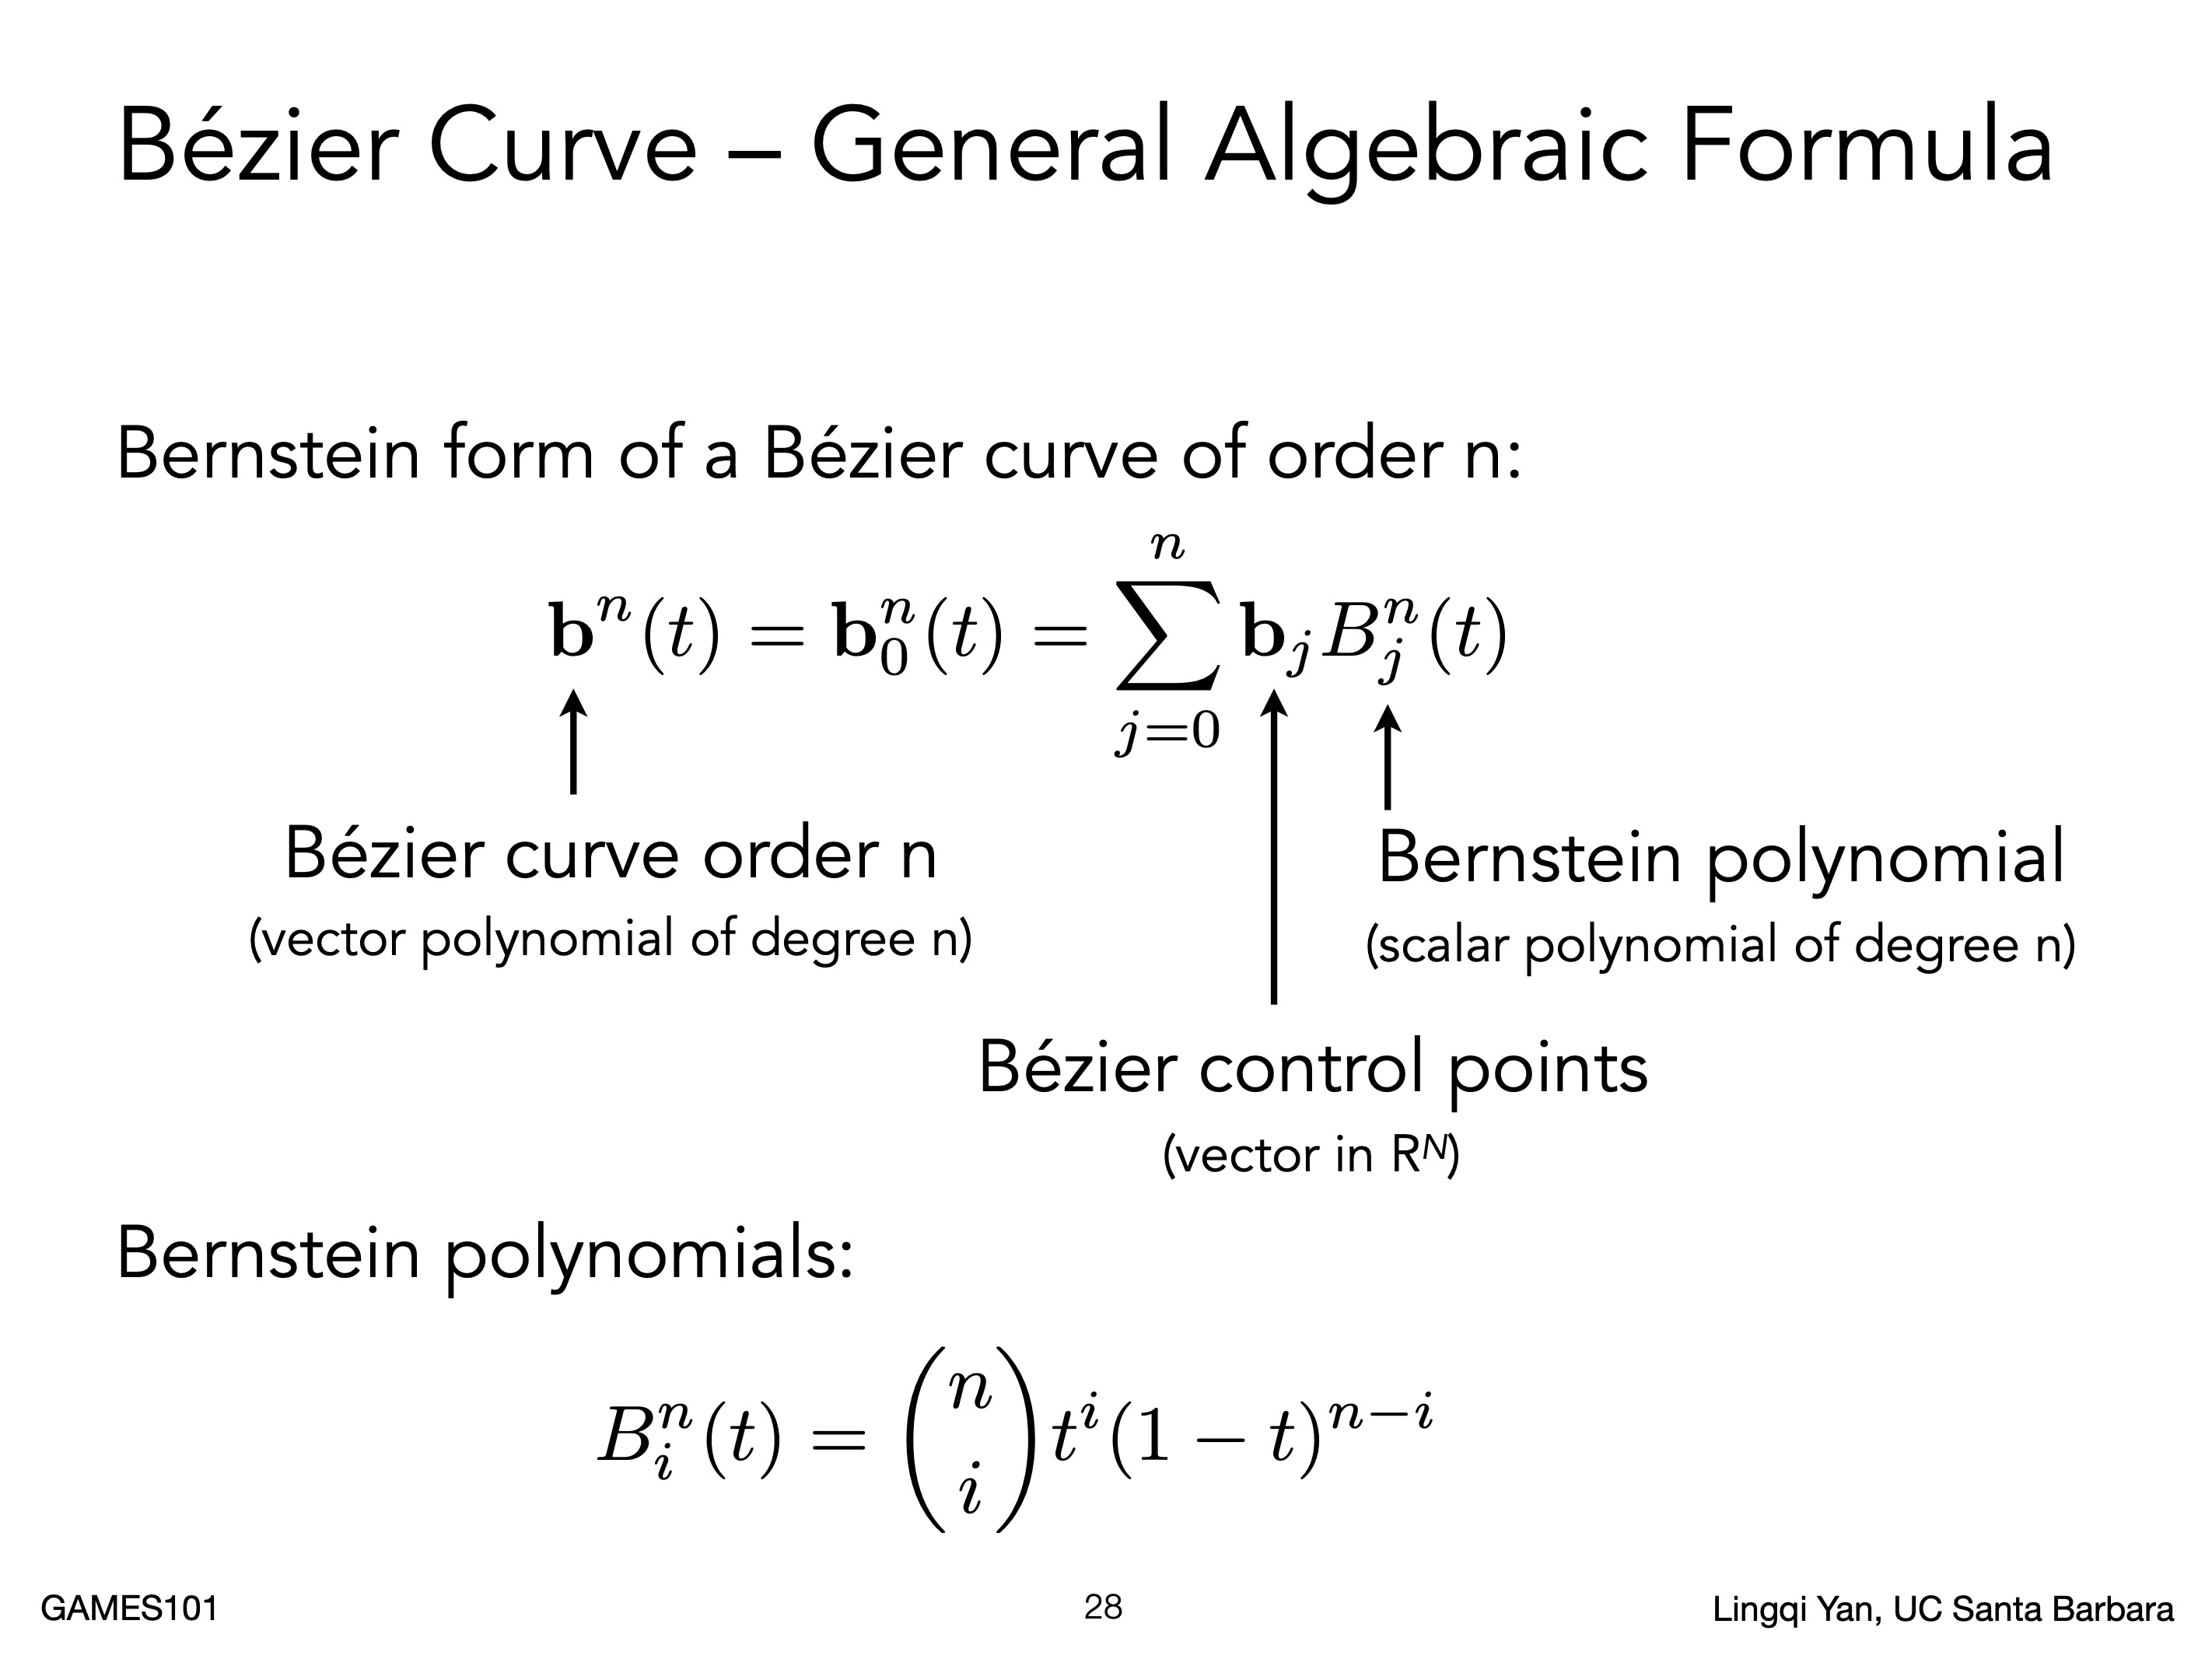 Bézier Curve – General Algebraic Formula
Bernstein form of a Bézier curve of order n:
$\mathbf{b}^n(t) = \mathbf{b}_0^n(t) = \sum_{j=0}^{n} \mathbf{b}_j B_j^n(t)$
Bézier curve order n
(vector polynomial of degree n)
Bernstein polynomial
(scalar polynomial of degree n)
Bézier control points
(vector in Rᴺ)
Bernstein polynomials:
$B_i^n(t) = \binom{n}{i} t^i (1 - t)^{n-i}$
GAMES101
28
Lingqi Yan, UC Santa Barbara